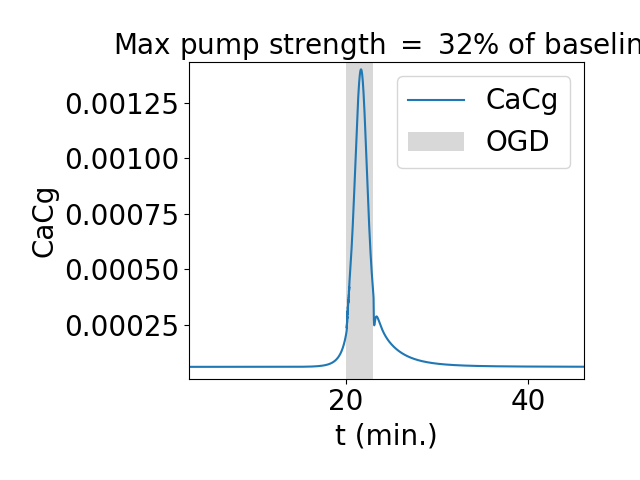 Max pump strength = 32% of baselin
CaCg
OGD
0.00125
0.00100
0.00075
0.00050
0.00025
CaCg
20
40
t (min.)